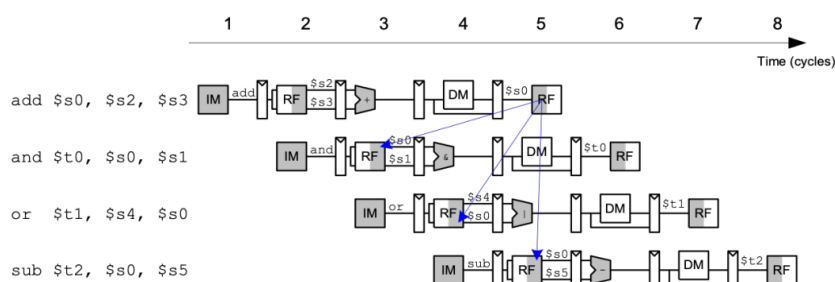 1 2 3 4 5 6 7 8
Time (cycles)
add $s0, $s2, $s3 IM add RF $s2 $s3 + DM $s0 RF
and $t0, $s0, $s1 IM and RF $s0 $s1 & DM $t0 RF
or $t1, $s4, $s0 IM or RF $s4 $s0 | DM $t1 RF
sub $t2, $s0, $s5 IM sub RF $s0 $s5 - DM $t2 RF